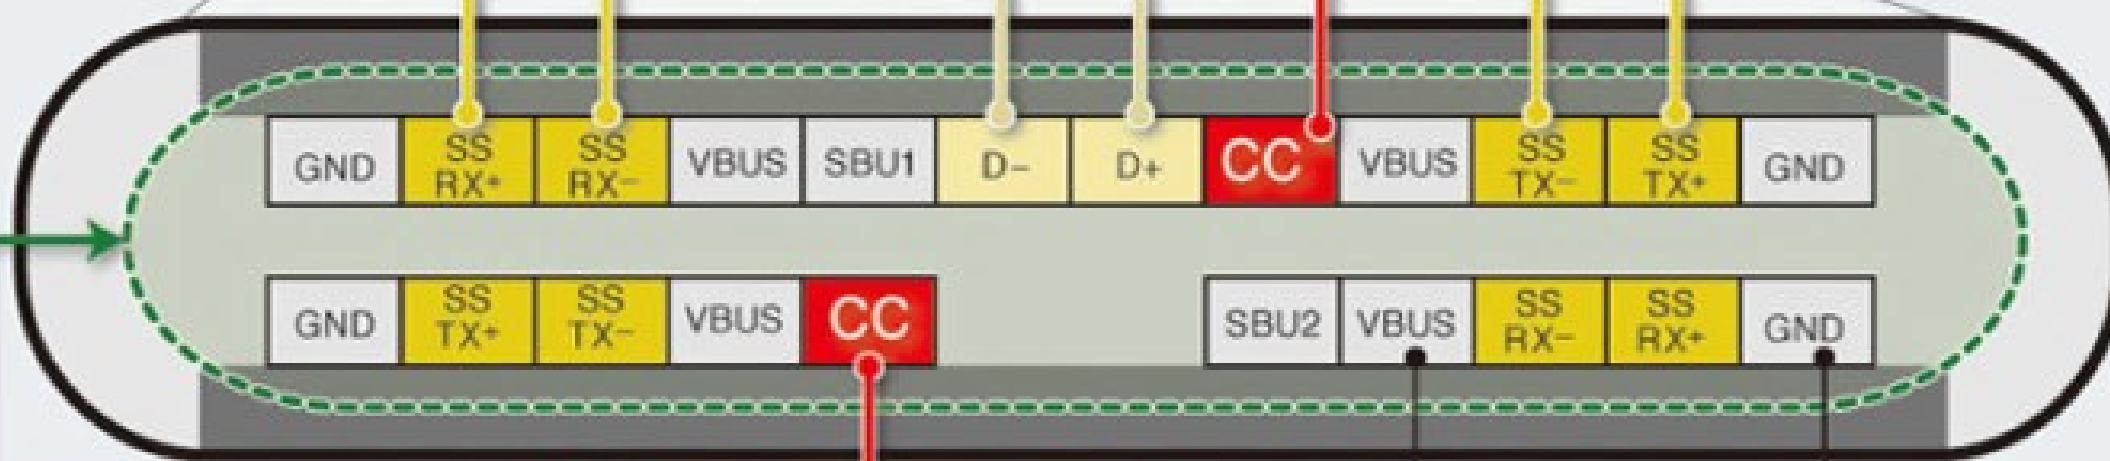 GND SS RX+ SS RX- VBUS SBU1 D- D+ CC VBUS SS TX- SS TX+ GND
GND SS TX+ SS TX- VBUS CC SBU2 VBUS SS RX- SS RX+ GND